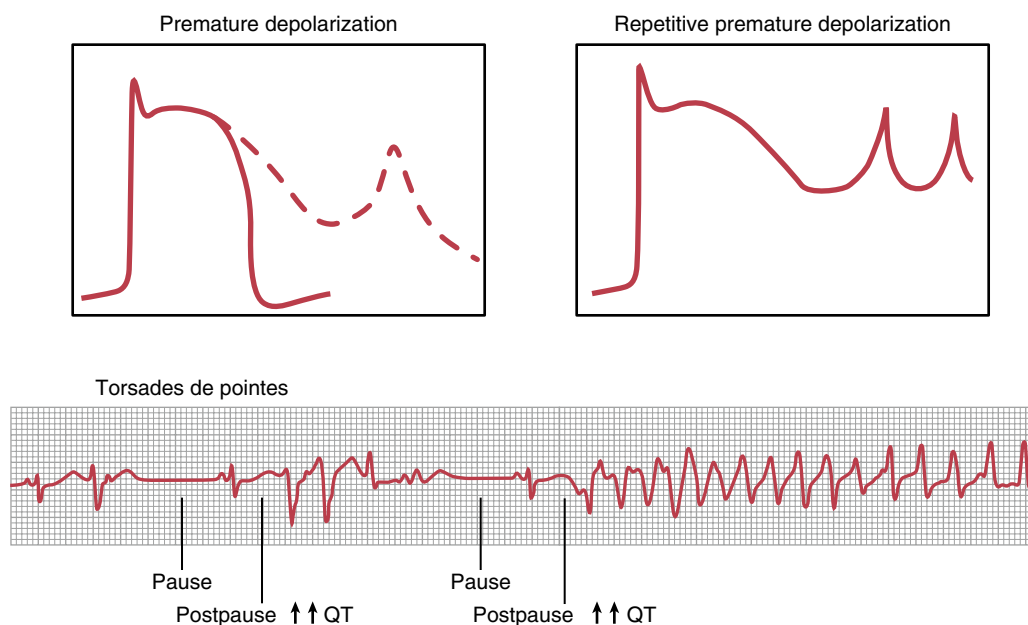 Premature depolarization
Repetitive premature depolarization
Torsades de pointes
Pause
Pause
Postpause ↑ ↑ QT
Postpause ↑ ↑ QT